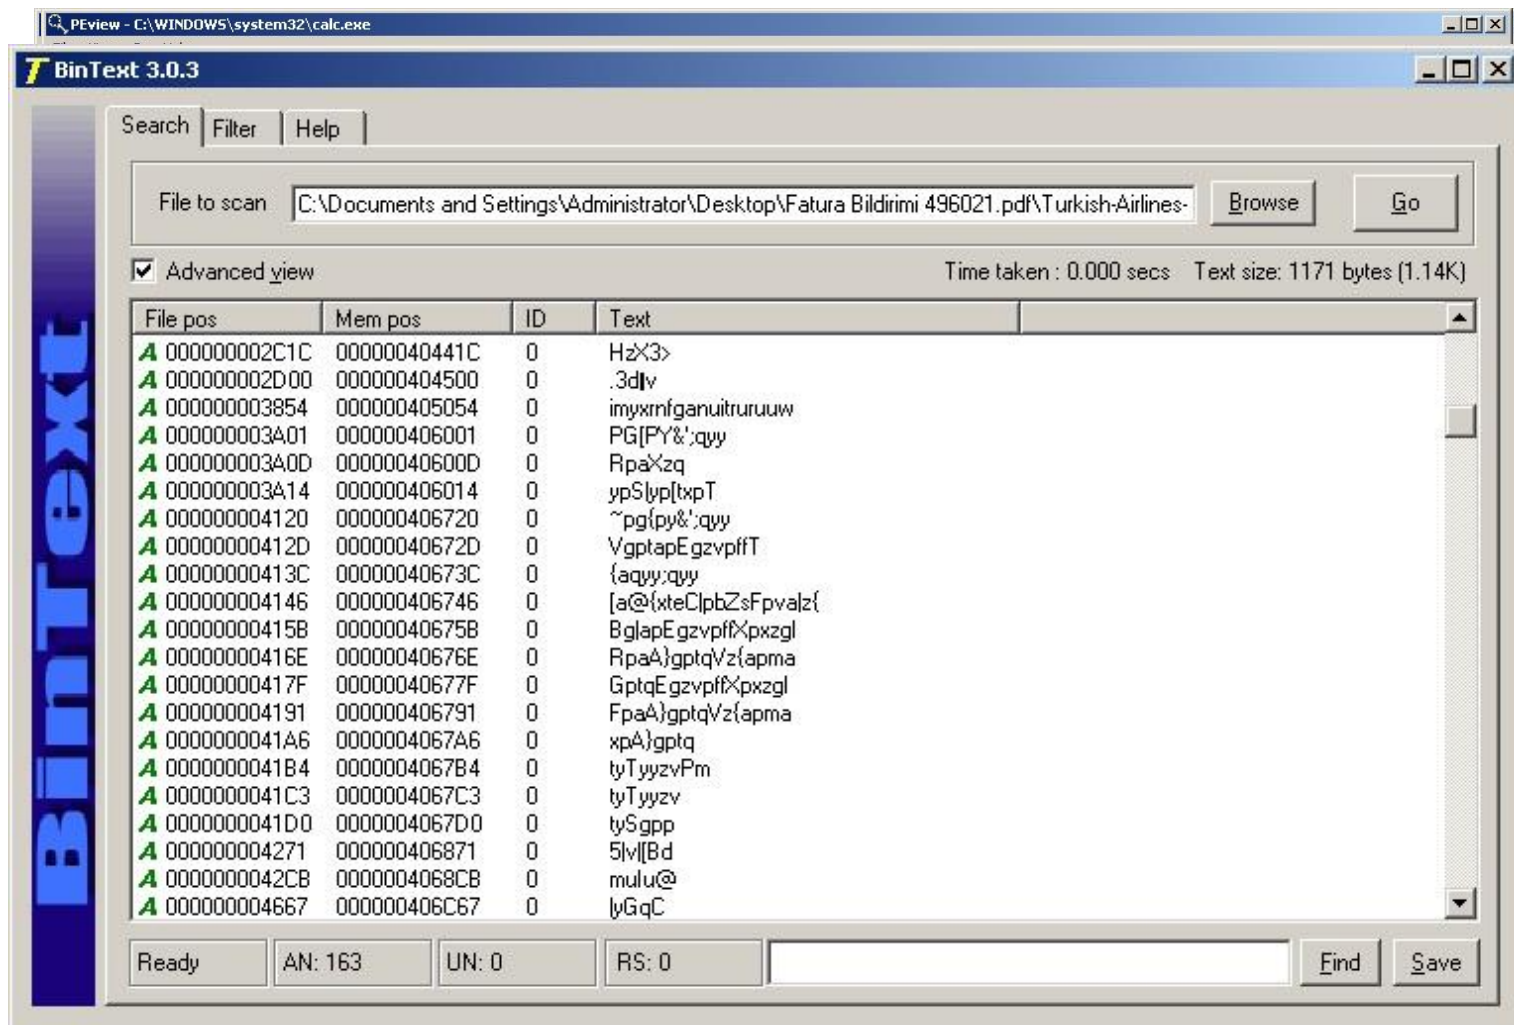 PEview - C:\WINDOWS\system32\calc.exe
BinText 3.0.3
Search Filter Help
File to scan C:\Documents and Settings\Administrator\Desktop\Fatura Bildirimi 496021.pdf\Turkish-Airlines- Browse Go
Advanced view Time taken : 0.000 secs Text size: 1171 bytes (1.14K)
File pos Mem pos ID Text
A 000000002C1C 00000040441C 0 HzX3>
A 000000002D00 000000404500 0
A 000000003854 000000405054 0 imyxrnfganuitruruuw
A 000000003A01 000000406001 0 PG[PY&';qyy
A 000000003A0D 00000040600D 0 RpaXzq
A 000000003A14 000000406014 0 ypS|yp[txpT
A 000000004120 000000406720 0 ~pg{py&';qyy
A 00000000412D 00000040672D 0 VgptapEgzvpffT
A 00000000413C 00000040673C 0 {aqyy;qyy
A 000000004146 000000406746 0 [a@{xteC|pbZsFpva|z{
A 00000000415B 00000040675B 0 Bg|apEgzvpffXpxzgl
A 00000000416E 00000040676E 0 RpaA}gptqVz{apma
A 00000000417F 00000040677F 0 GptqEgzvpffXpxzgl
A 000000004191 000000406791 0 FpaA}gptqVz{apma
A 0000000041A6 0000004067A6 0 xpA}gptq
A 0000000041B4 0000004067B4 0 tyTyyzvPm
A 0000000041C3 0000004067C3 0 tyTyyzv
A 0000000041D0 0000004067D0 0 tySgpp
A 000000004271 000000406871 0
A 0000000042CB 0000004068CB 0 mulu@
A 000000004667 000000406C67 0 |yGqC
Ready AN: 163 UN: 0 RS: 0 Find Save
BinText